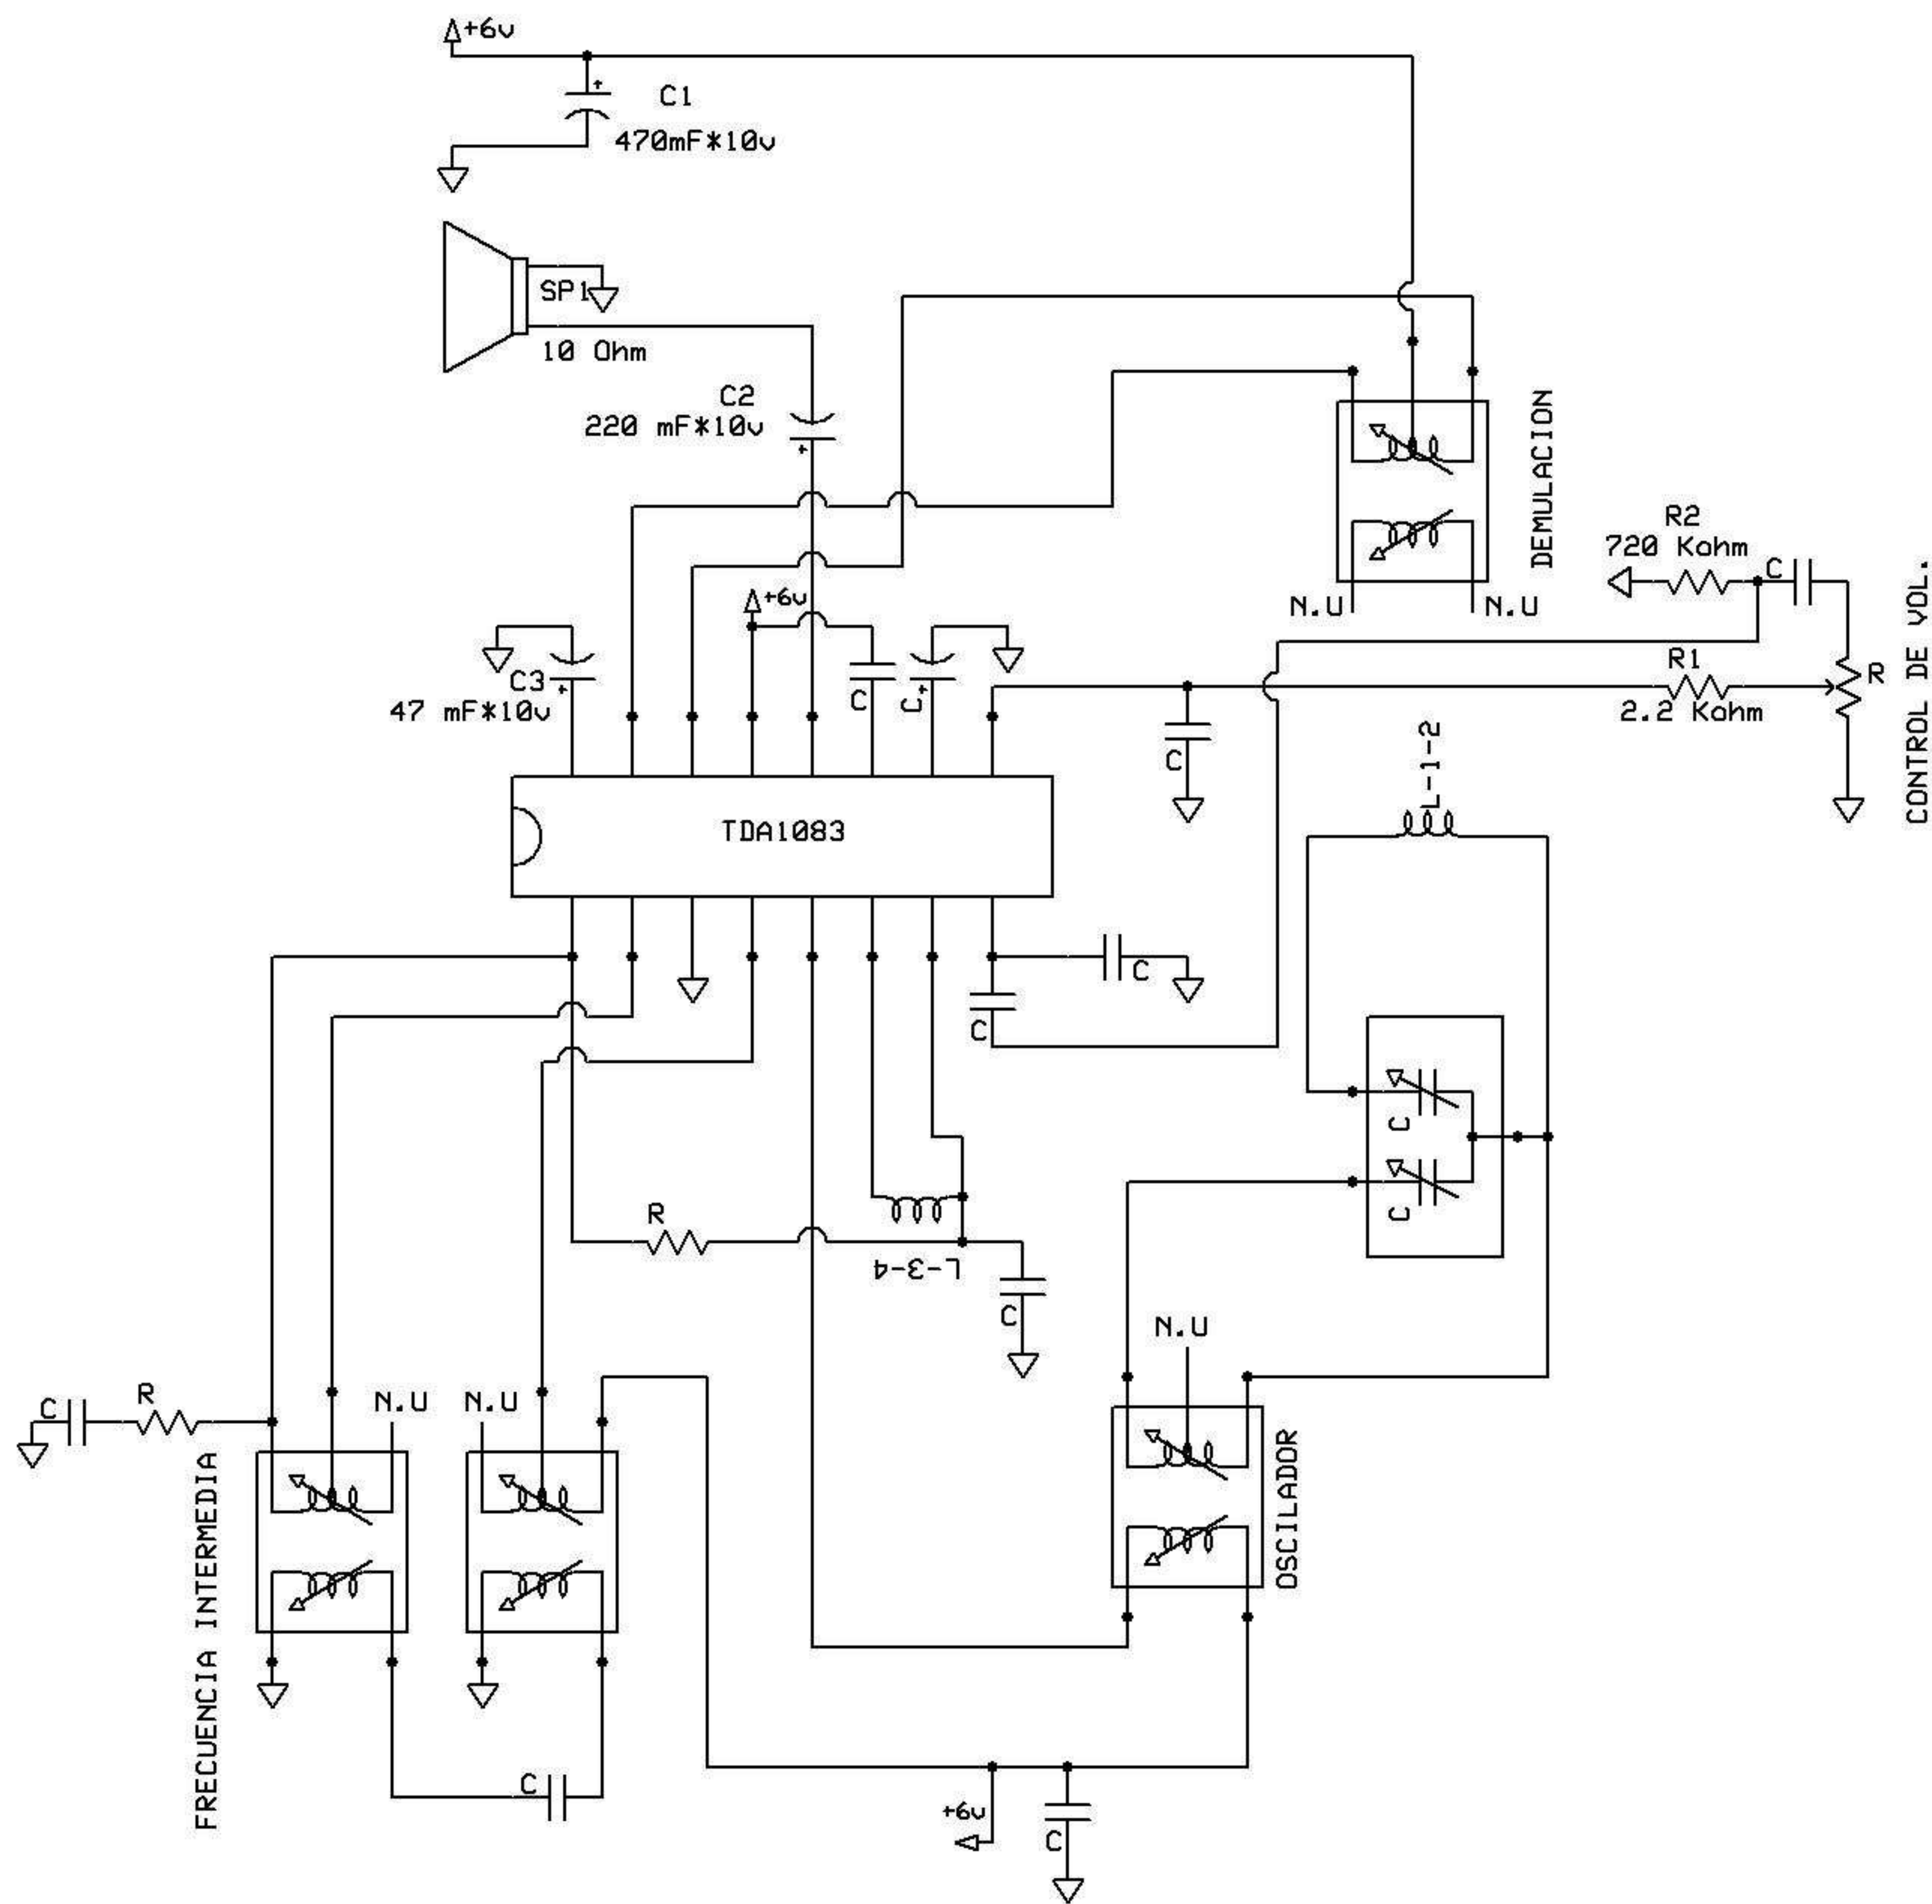 +6v
C1
470mF*10v
SP1
10 Ohm
C2
220 mF*10v
DEMULACION
N.U
N.U
R2
720 Kohm
C
CONTROL DE VOL.
+6v
C3
47 mF*10v
C
C
R1
2.2 Kohm
R
C
L-1-2
TDA1083
C
C
C
C
R
L-3-4
C
N.U
C
R
N.U
N.U
FRECUENCIA INTERMEDIA
OSCILADOR
C
+6v
C